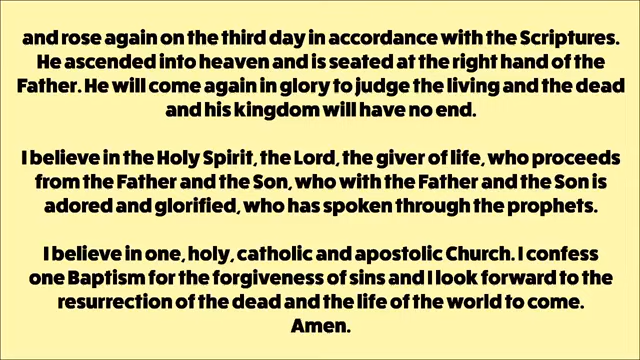 and rose again on the third day in accordance with the Scriptures.
He ascended into heaven and is seated at the right hand of the
Father. He will come again in glory to judge the living and the dead
and his kingdom will have no end.
I believe in the Holy Spirit, the Lord, the giver of life, who proceeds
from the Father and the Son, who with the Father and the Son is
adored and glorified, who has spoken through the prophets.
I believe in one, holy, catholic and apostolic Church. I confess
one Baptism for the forgiveness of sins and I look forward to the
resurrection of the dead and the life of the world to come.
Amen.